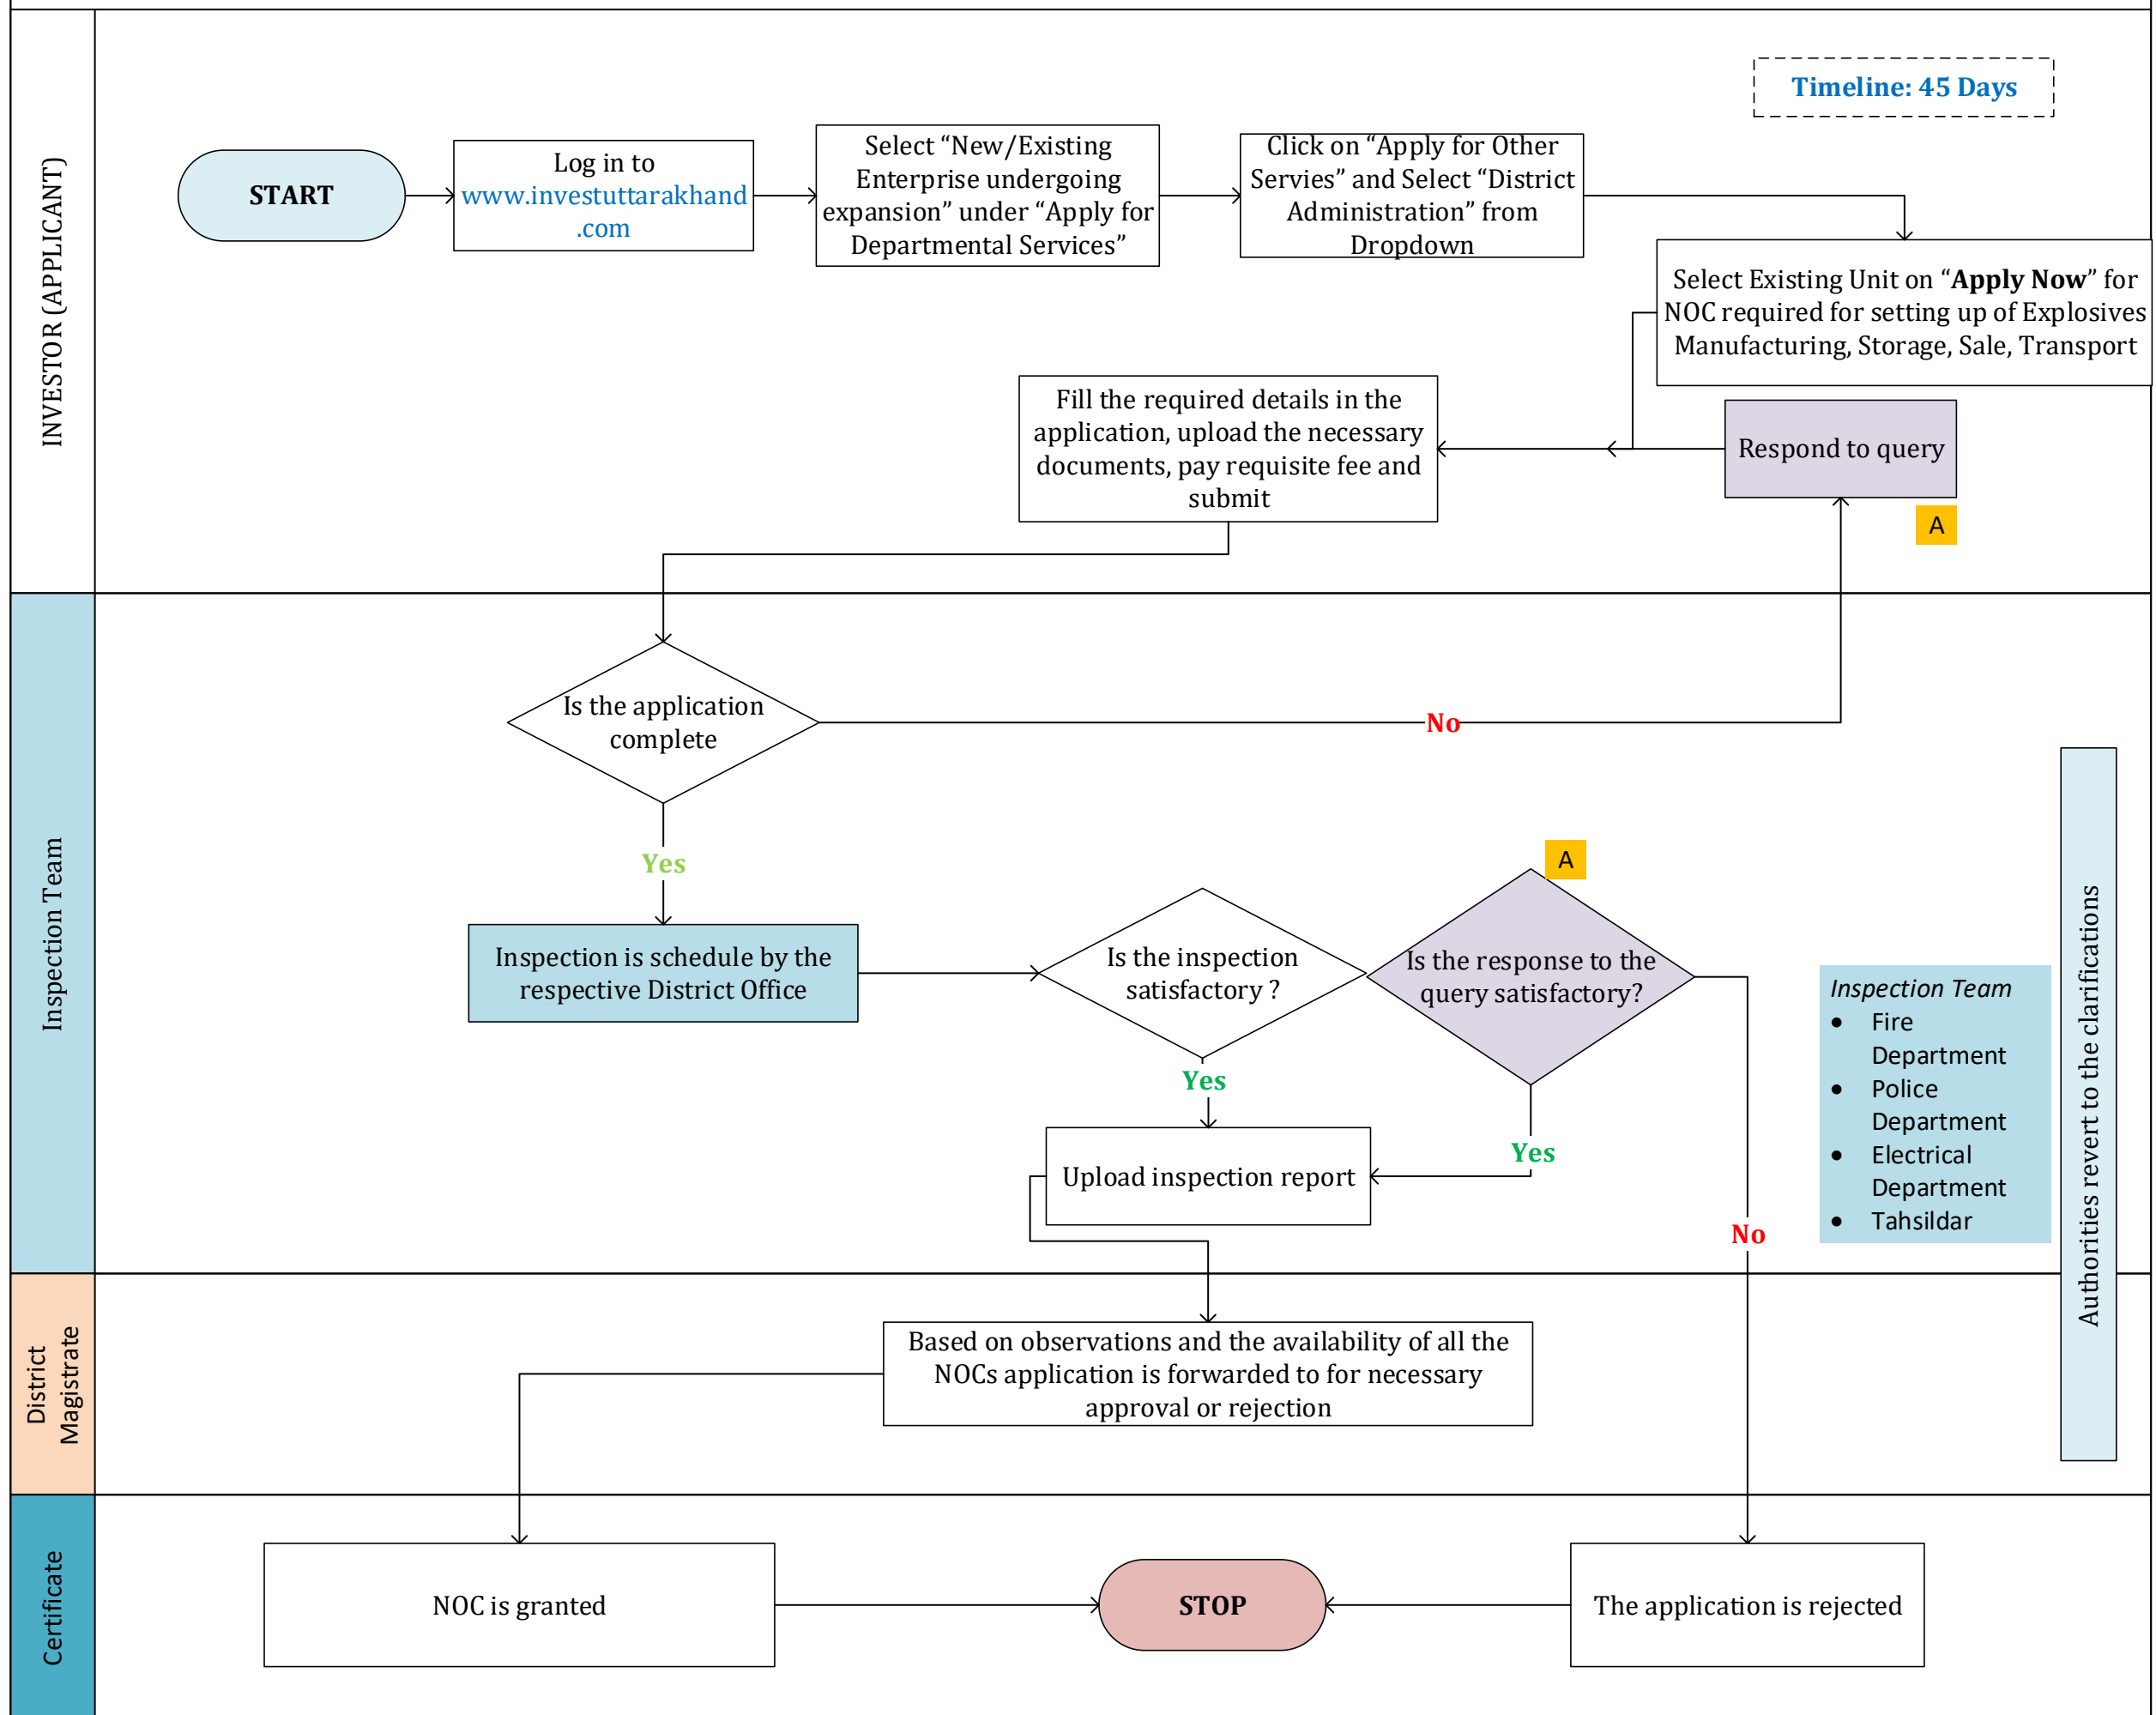 INVESTOR (APPLICANT)
Timeline: 45 Days
START
Log in to
www.investuttarakhand
.com
Select “New/Existing
Enterprise undergoing
expansion” under “Apply for
Departmental Services”
Click on “Apply for Other
Servies” and Select “District
Administration” from
Dropdown
Select Existing Unit on “Apply Now” for
NOC required for setting up of Explosives
Manufacturing, Storage, Sale, Transport
Fill the required details in the
application, upload the necessary
documents, pay requisite fee and
submit
Respond to query
A
Inspection Team
Is the application
complete
No
Yes
Inspection is schedule by the
respective District Office
Is the inspection
satisfactory ?
A
Is the response to the
query satisfactory?
Yes
Yes
Upload inspection report
No
Inspection Team
• Fire
Department
• Police
Department
• Electrical
Department
• Tahsildar
Authorities revert to the clarifications
District
Magistrate
Based on observations and the availability of all the
NOCs application is forwarded to for necessary
approval or rejection
Certificate
NOC is granted
STOP
The application is rejected